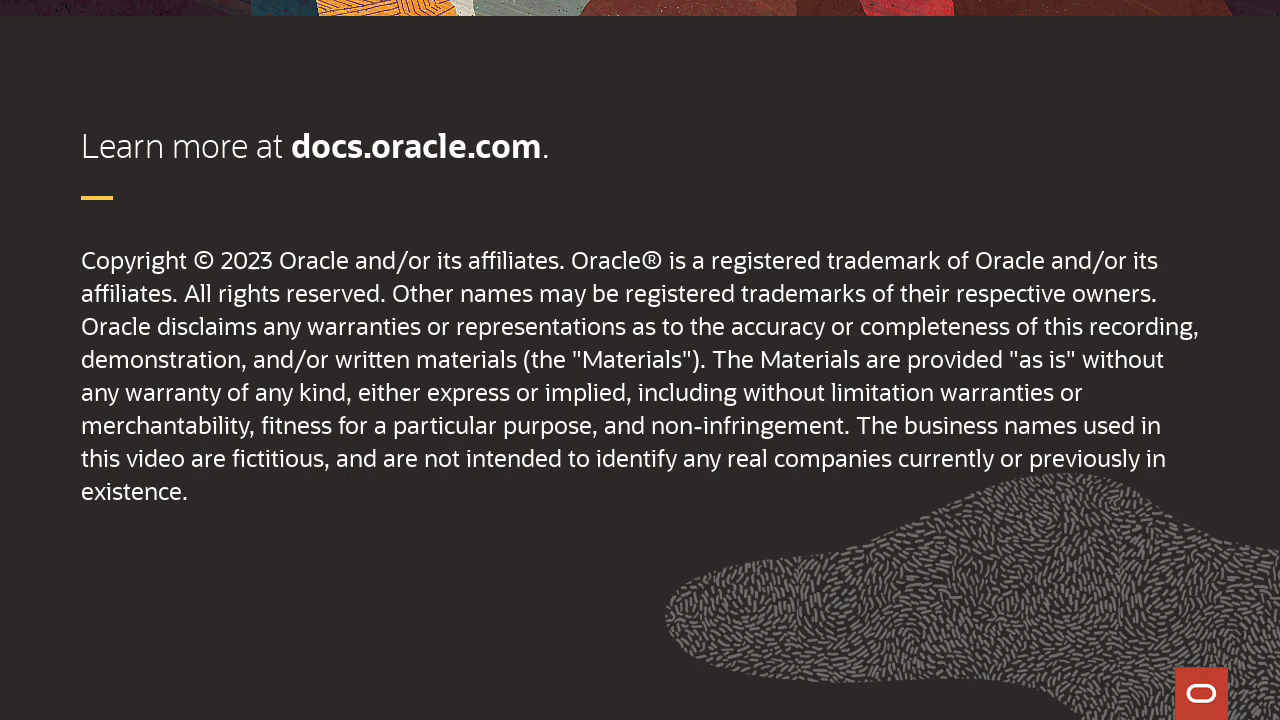 Learn more at docs.oracle.com.
Copyright © 2023 Oracle and/or its affiliates. Oracle® is a registered trademark of Oracle and/or its
affiliates. All rights reserved. Other names may be registered trademarks of their respective owners.
Oracle disclaims any warranties or representations as to the accuracy or completeness of this recording,
demonstration, and/or written materials (the "Materials"). The Materials are provided "as is" without
any warranty of any kind, either express or implied, including without limitation warranties or
merchantability, fitness for a particular purpose, and non-infringement. The business names used in
this video are fictitious, and are not intended to identify any real companies currently or previously in
existence.